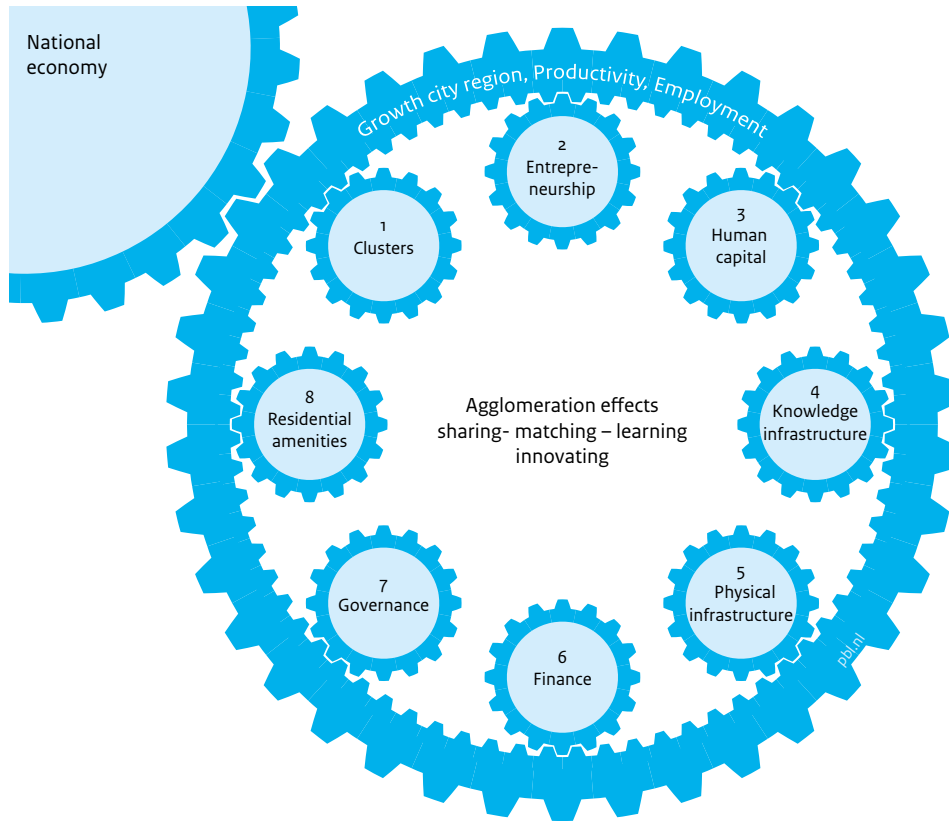 National
economy
Growth city region, Productivity, Employment
1
Clusters
2
Entrepre-
neurship
3
Human
capital
4
Knowledge
infrastructure
5
Physical
infrastructure
6
Finance
7
Governance
8
Residential
amenities
Agglomeration effects
sharing- matching – learning
innovating
pbl.nl